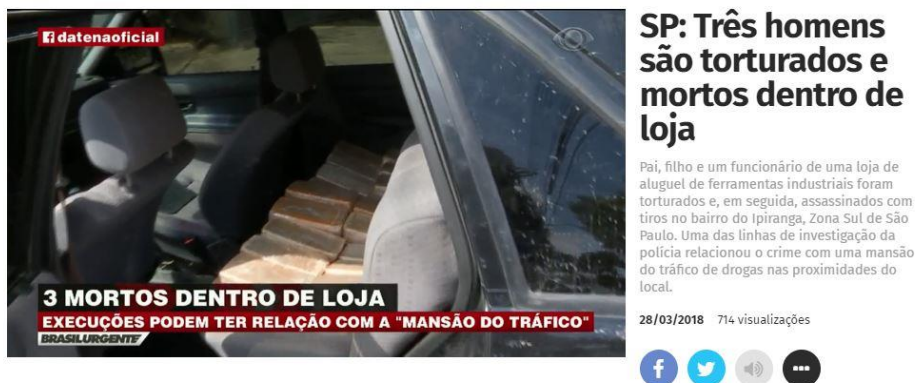 datenaoficial
3 MORTOS DENTRO DE LOJA
EXECUÇÕES PODEM TER RELAÇÃO COM A "MANSÃO DO TRÁFICO"
BRASILURGENTE
SP: Três homens
são torturados e
mortos dentro de
loja
Pai, filho e um funcionário de uma loja de
aluguel de ferramentas industriais foram
torturados e, em seguida, assassinados com
tiros no bairro do Ipiranga, Zona Sul de São
Paulo. Uma das linhas de investigação da
polícia relacionou o crime com uma mansão
do tráfico de drogas nas proximidades do
local.
28/03/2018 714 visualizações